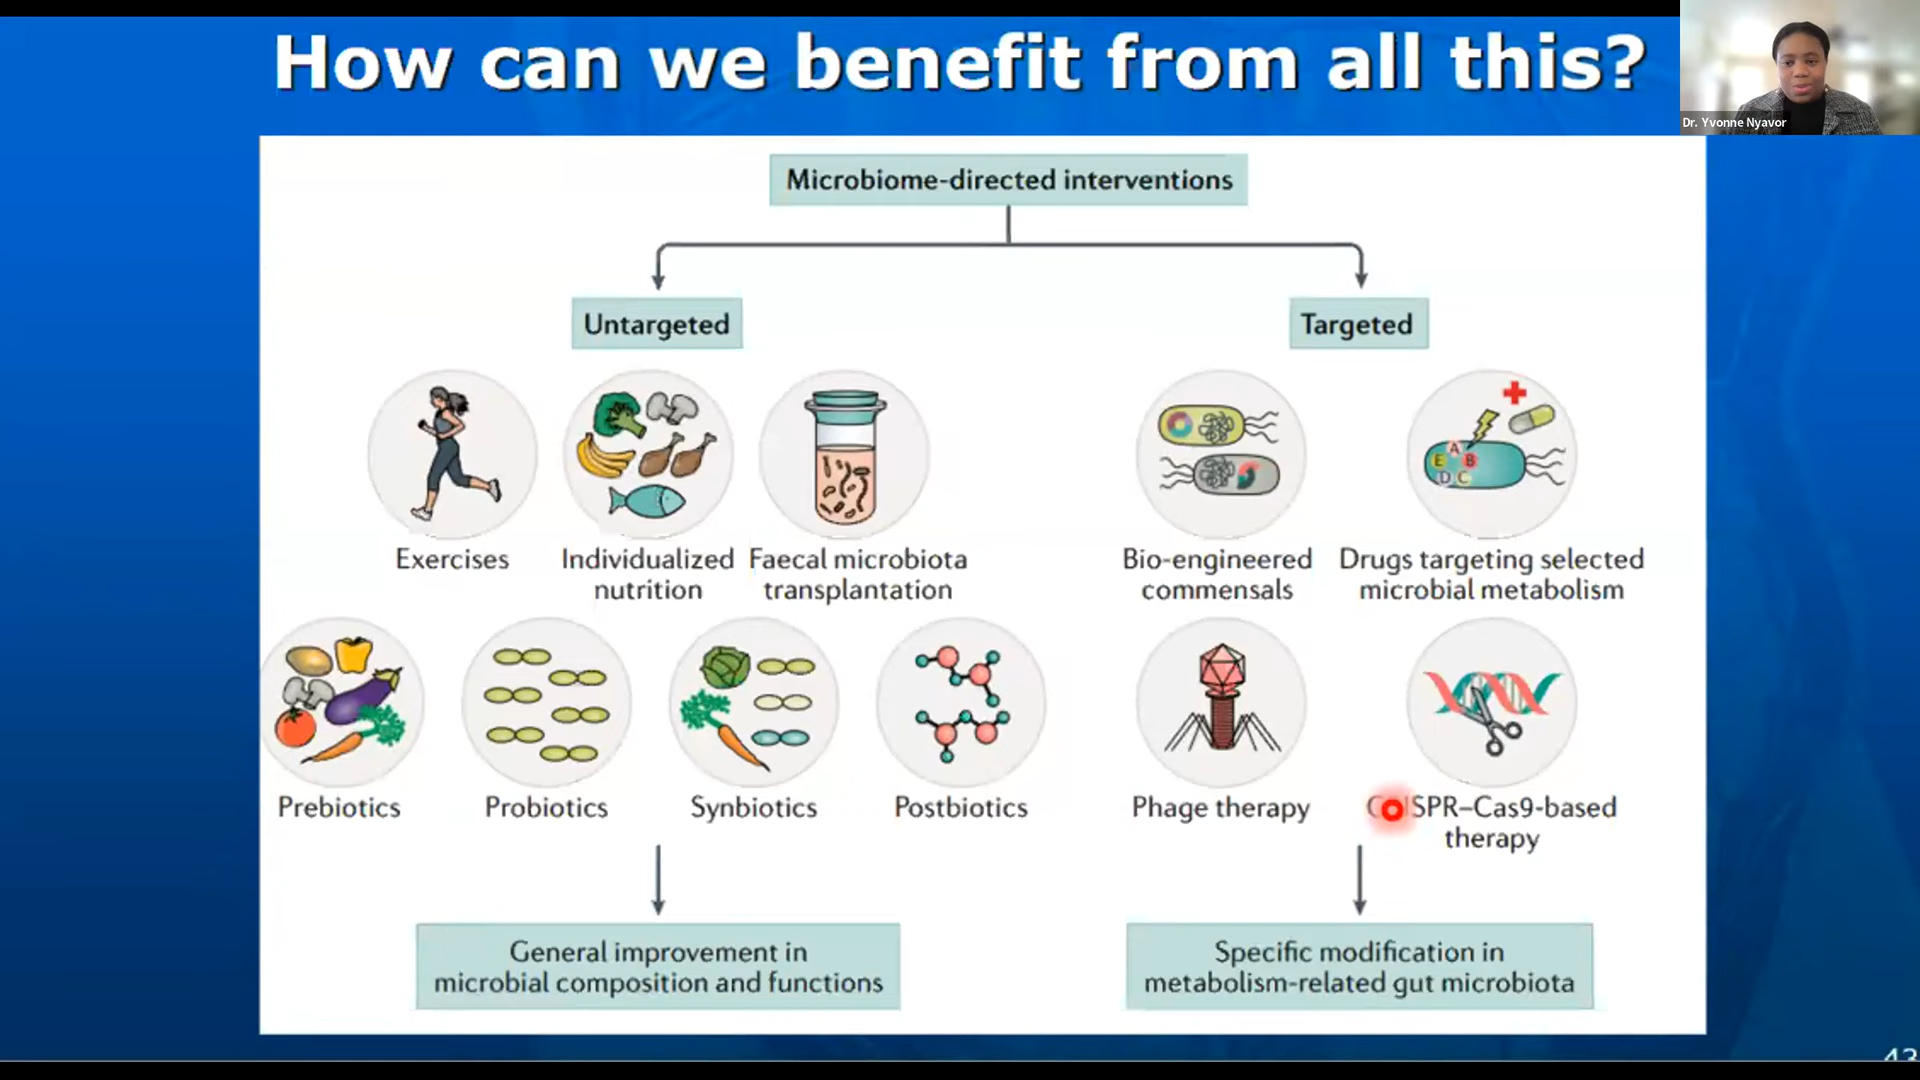 How can we benefit from all this?
Dr. Yvonne Nyavor
Microbiome-directed interventions
Untargeted
Targeted
A
E B
D C
Exercises
Individualized
nutrition
Faecal microbiota
transplantation
Bio-engineered
commensals
Drugs targeting selected
microbial metabolism
Prebiotics
Probiotics
Synbiotics
Postbiotics
Phage therapy
CRISPR–Cas9-based
therapy
General improvement in
microbial composition and functions
Specific modification in
metabolism-related gut microbiota
43